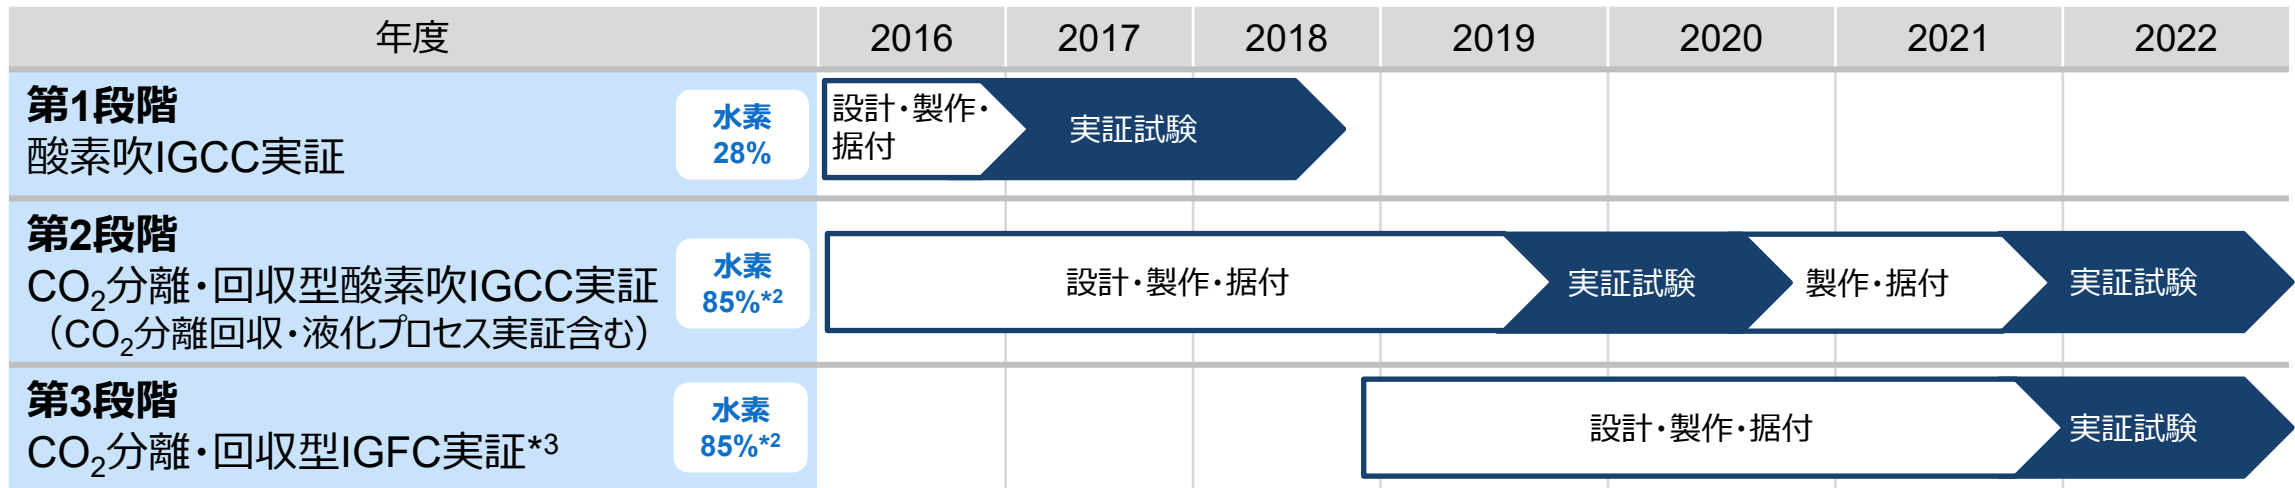 年度 2016 2017 2018 2019 2020 2021 2022
第1段階
酸素吹IGCC実証
水素
28%
設計・製作・
据付
実証試験
第2段階
CO₂分離・回収型酸素吹IGCC実証
（CO₂分離回収・液化プロセス実証含む）
水素
85%*²
設計・製作・据付
実証試験
製作・据付
実証試験
第3段階
CO₂分離・回収型IGFC実証*³
水素
85%*²
設計・製作・据付
実証試験